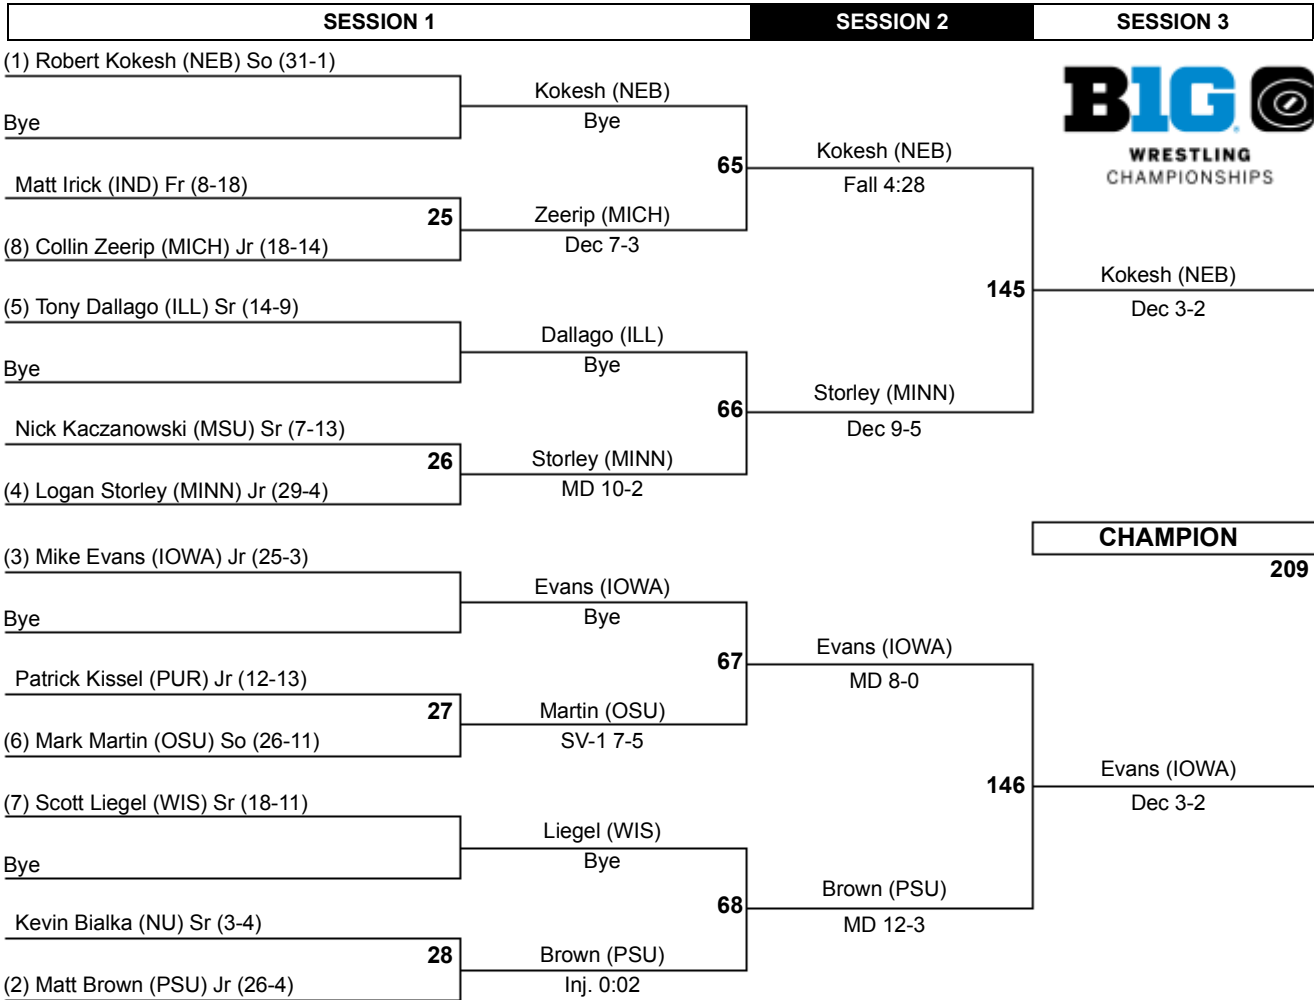 SESSION 1 SESSION 2 SESSION 3
(1) Robert Kokesh (NEB) So (31-1)
Kokesh (NEB)
Bye
Bye
65
Kokesh (NEB)
Fall 4:28
Matt Irick (IND) Fr (8-18)
25
Zeerip (MICH)
Dec 7-3
(8) Collin Zeerip (MICH) Jr (18-14)
B1G
WRESTLING
CHAMPIONSHIPS
145
Kokesh (NEB)
Dec 3-2
(5) Tony Dallago (ILL) Sr (14-9)
Dallago (ILL)
Bye
Bye
66
Storley (MINN)
Dec 9-5
Nick Kaczanowski (MSU) Sr (7-13)
26
Storley (MINN)
MD 10-2
(4) Logan Storley (MINN) Jr (29-4)
CHAMPION
209
(3) Mike Evans (IOWA) Jr (25-3)
Evans (IOWA)
Bye
Bye
67
Evans (IOWA)
MD 8-0
Patrick Kissel (PUR) Jr (12-13)
27
Martin (OSU)
SV-1 7-5
(6) Mark Martin (OSU) So (26-11)
146
Evans (IOWA)
Dec 3-2
(7) Scott Liegel (WIS) Sr (18-11)
Liegel (WIS)
Bye
Bye
68
Brown (PSU)
MD 12-3
Kevin Bialka (NU) Sr (3-4)
28
Brown (PSU)
Inj. 0:02
(2) Matt Brown (PSU) Jr (26-4)